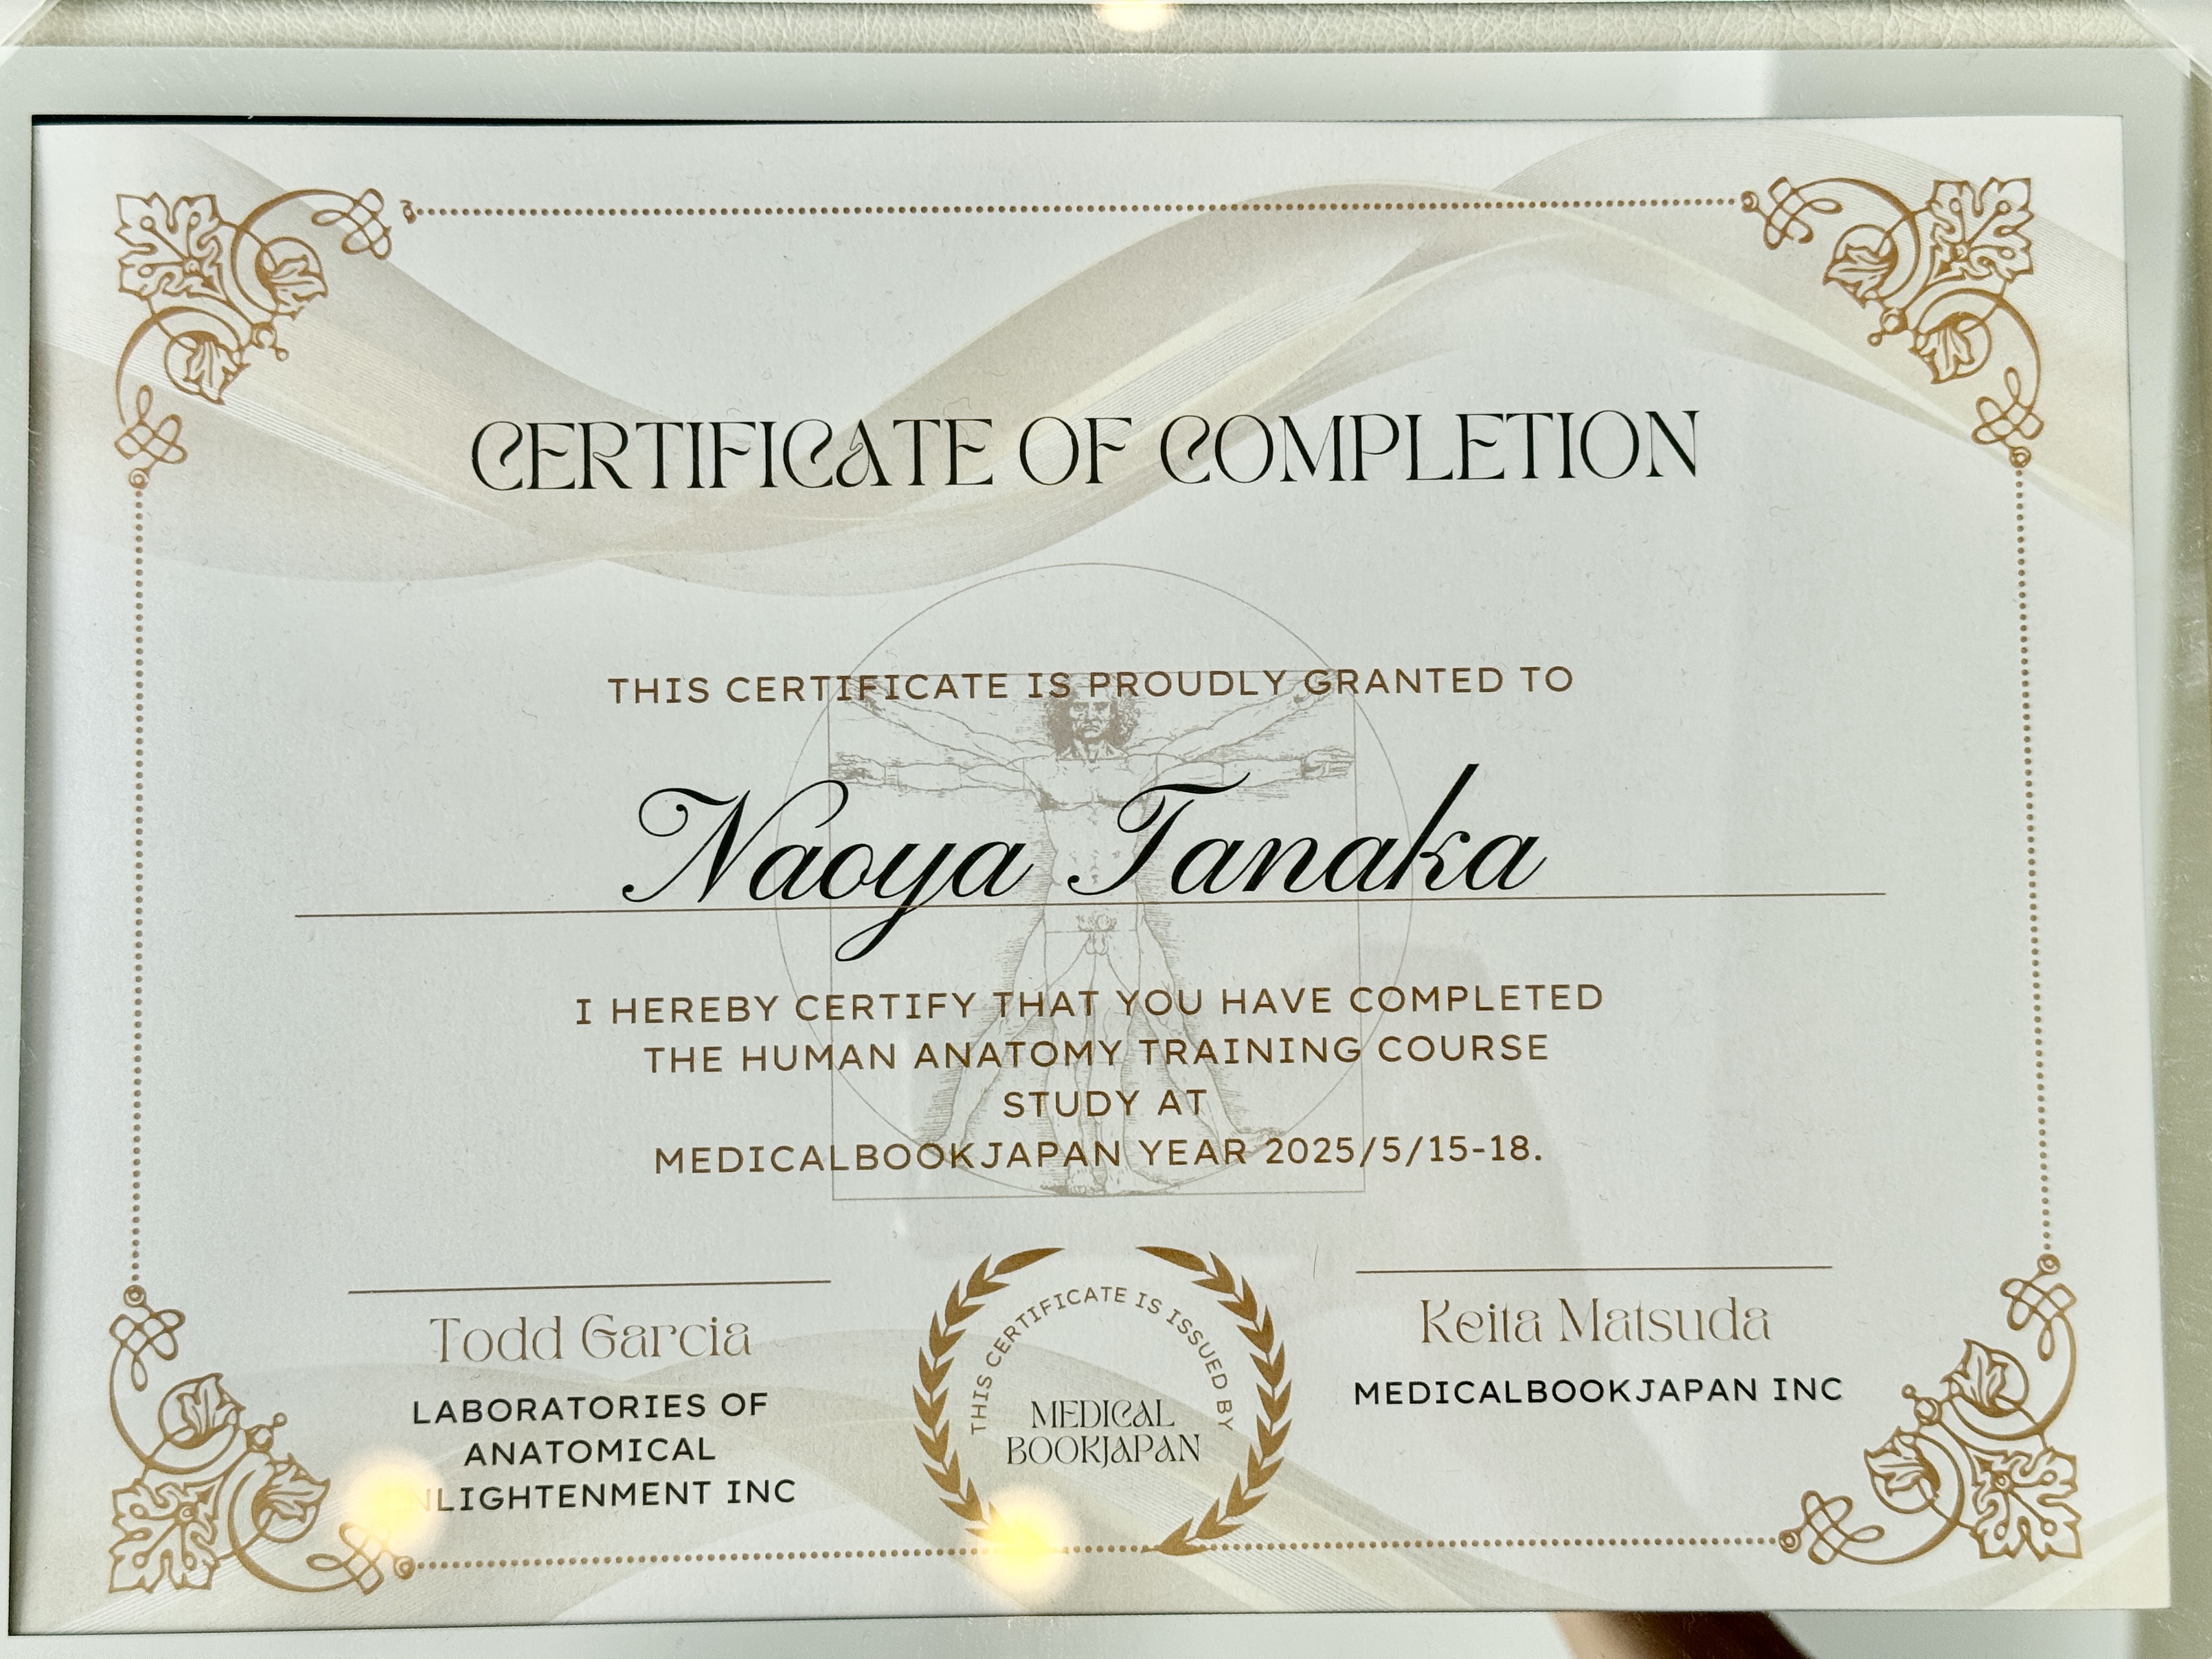 CERTIFICATE OF COMPLETION
THIS CERTIFICATE IS PROUDLY GRANTED TO
Naoya Tanaka
I HEREBY CERTIFY THAT YOU HAVE COMPLETED
THE HUMAN ANATOMY TRAINING COURSE
STUDY AT
MEDICALBOOKJAPAN YEAR 2025/5/15-18.
Todd Garcia
LABORATORIES OF
ANATOMICAL
ENLIGHTENMENT INC
THIS CERTIFICATE IS ISSUED BY
MEDICAL
BOOKJAPAN
Keita Matsuda
MEDICALBOOKJAPAN INC